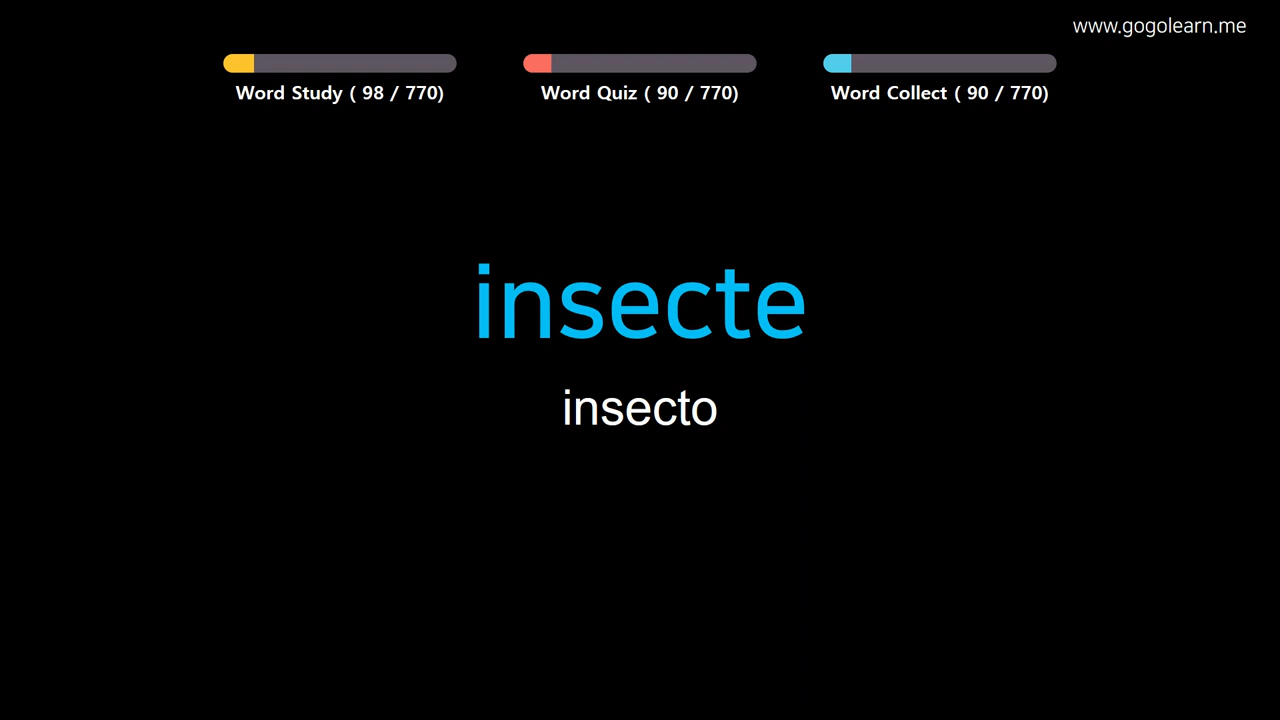 www.gogolearn.me
Word Study ( 98 / 770)
Word Quiz ( 90 / 770)
Word Collect ( 90 / 770)
insecte
insecto